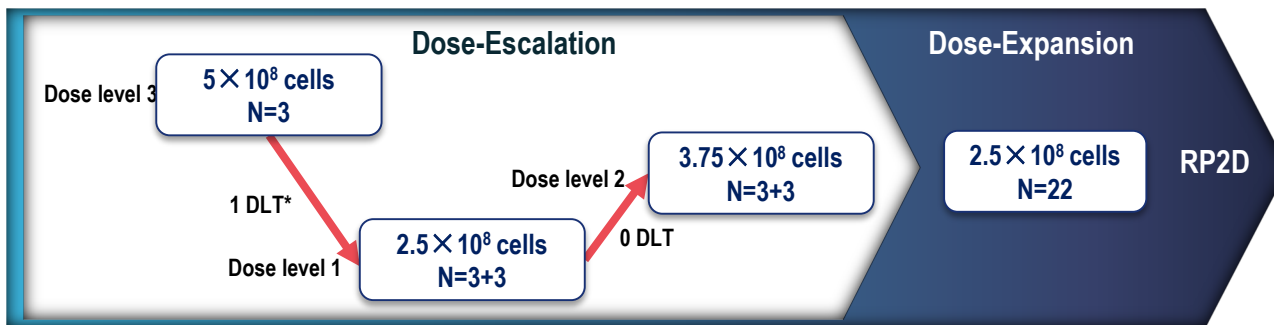 Dose-Escalation
Dose level 3
5×10⁸ cells
N=3
1 DLT*
Dose level 1
2.5×10⁸ cells
N=3+3
0 DLT
Dose level 2
3.75×10⁸ cells
N=3+3
Dose-Expansion
2.5×10⁸ cells
N=22
RP2D